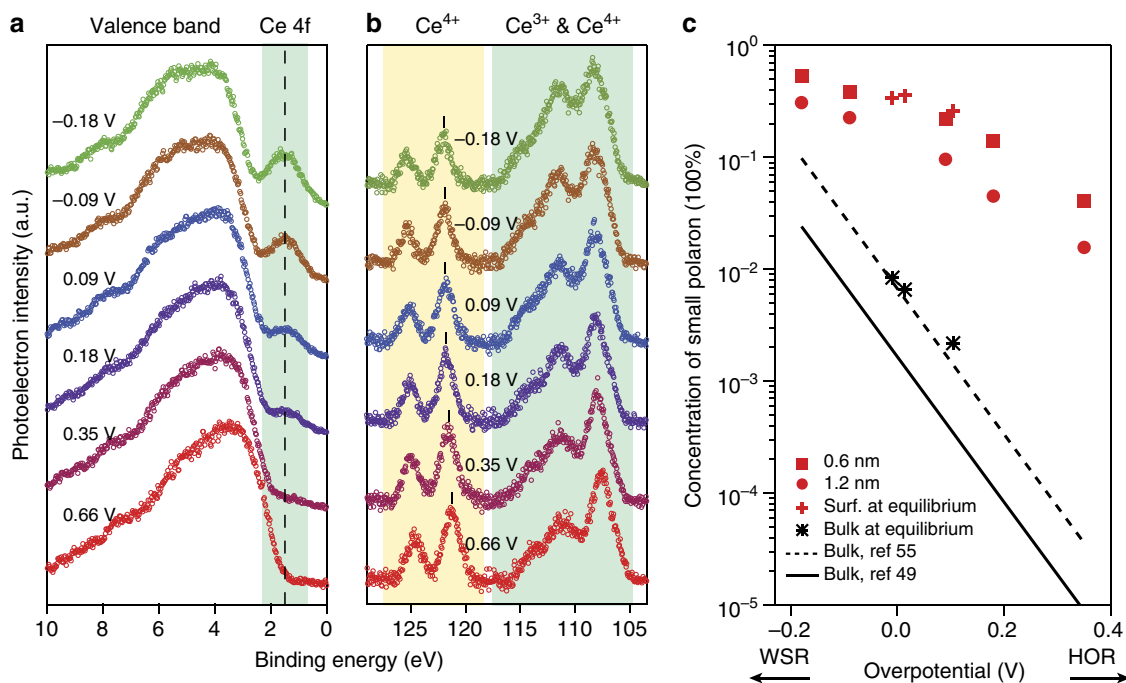 a
Valence band
Ce 4f
Photoelectron intensity (a.u.)
–0.18 V
–0.09 V
0.09 V
0.18 V
0.35 V
0.66 V
10
8
6
4
2
0
b
Ce4+
Ce3+ & Ce4+
–0.18 V
–0.09 V
0.09 V
0.18 V
0.35 V
0.66 V
125
120
115
110
105
Binding energy (eV)
c
Concentration of small polaron (100%)
10^0
10^-1
10^-2
10^-3
10^-4
10^-5
0.6 nm
1.2 nm
Surf. at equilibrium
Bulk at equilibrium
Bulk, ref 55
Bulk, ref 49
–0.2
0.0
0.2
0.4
WSR
Overpotential (V)
HOR